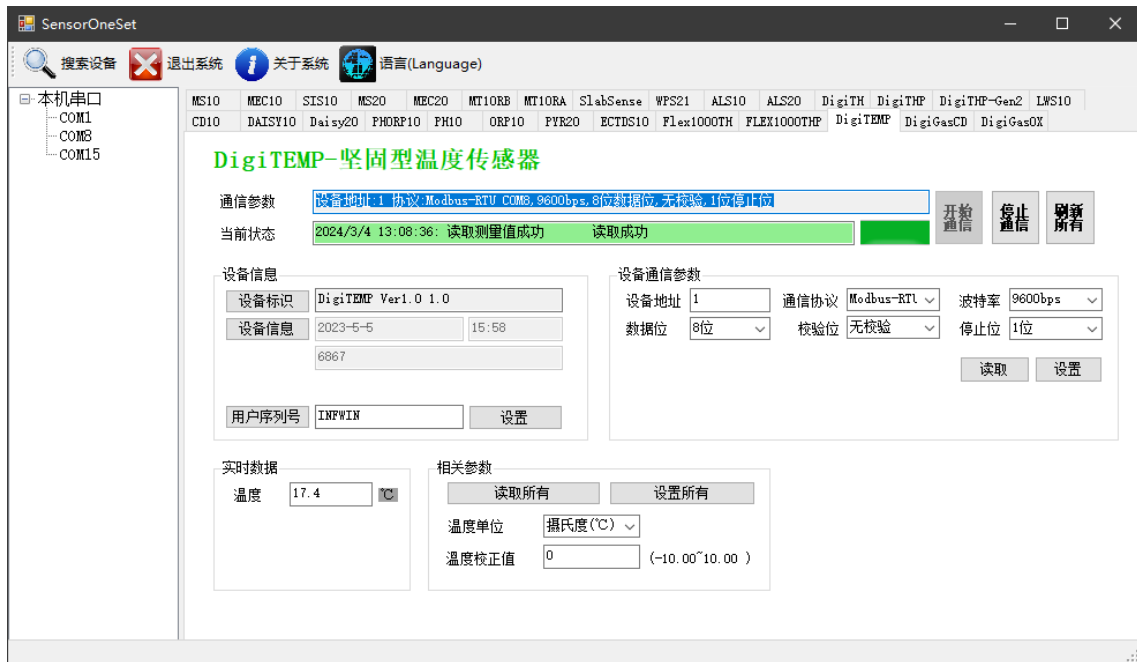 SensorOneSet
搜索设备 退出系统 关于系统 语言(Language)
本机串口
COM1
COM8
COM15
MS10 MEC10 SIS10 MS20 MEC20 MT10RB MT10RA SlabSense WPS21 ALS10 ALS20 DigiTH DigiTHP DigiTHP-Gen2 LWS10
CD10 DAISY10 Daisy20 PHORP10 PH10 ORP10 PYR20 ECTDS10 Flex1000TH FLEX1000THP DigiTEMP DigiGasCD DigiGasOX
DigiTEMP-坚固型温度传感器
通信参数 设备地址:1 协议:Modbus-RTU COM8,9600bps,8位数据位,无校验,1位停止位
当前状态 2024/3/4 13:08:36: 读取测量值成功 读取成功
开始通信 停止通信 刷新所有
设备信息
设备标识 DigiTEMP Ver1.0 1.0
设备信息 2023-5-5 15:58
6867
用户序列号 INFWIN 设置
设备通信参数
设备地址 1 通信协议 Modbus-RTU 波特率 9600bps
数据位 8位 校验位 无校验 停止位 1位
读取 设置
实时数据
温度 17.4 ℃
相关参数
读取所有 设置所有
温度单位 摄氏度(℃)
温度校正值 0 (-10.00~10.00 )